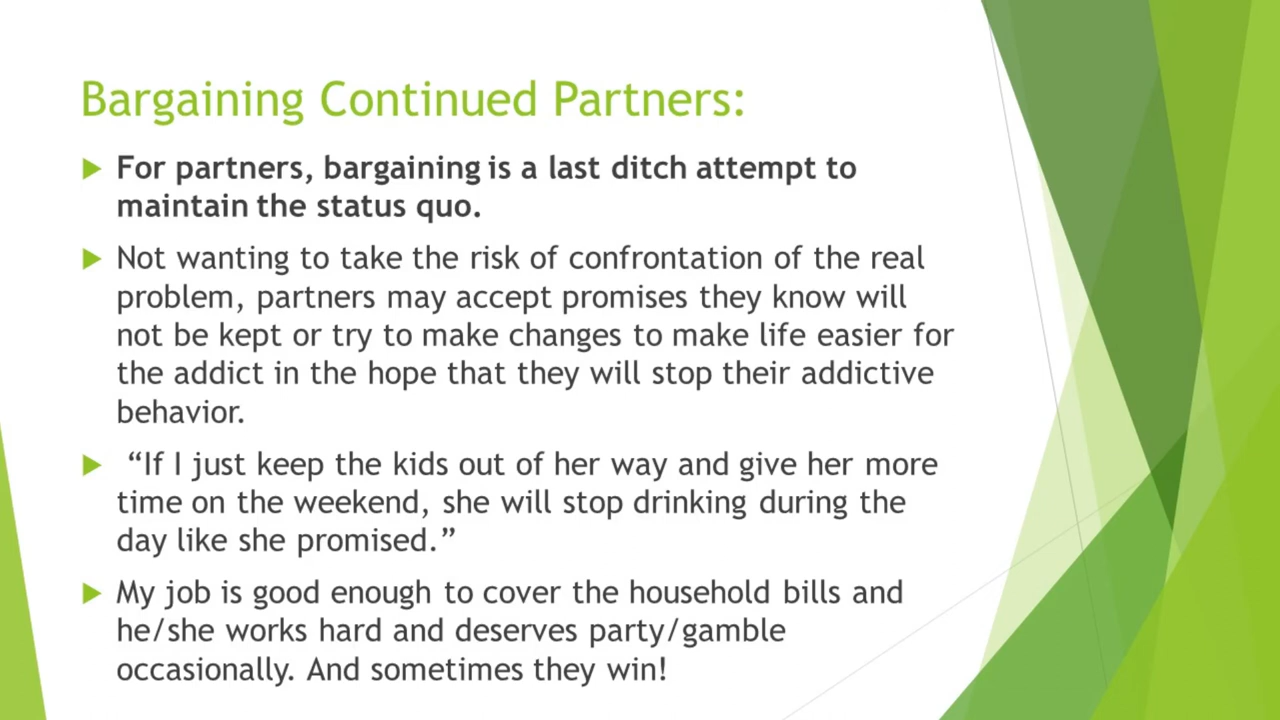 Bargaining Continued Partners:
For partners, bargaining is a last ditch attempt to
maintain the status quo.
Not wanting to take the risk of confrontation of the real
problem, partners may accept promises they know will
not be kept or try to make changes to make life easier for
the addict in the hope that they will stop their addictive
behavior.
“If I just keep the kids out of her way and give her more
time on the weekend, she will stop drinking during the
day like she promised.”
My job is good enough to cover the household bills and
he/she works hard and deserves party/gamble
occasionally. And sometimes they win!